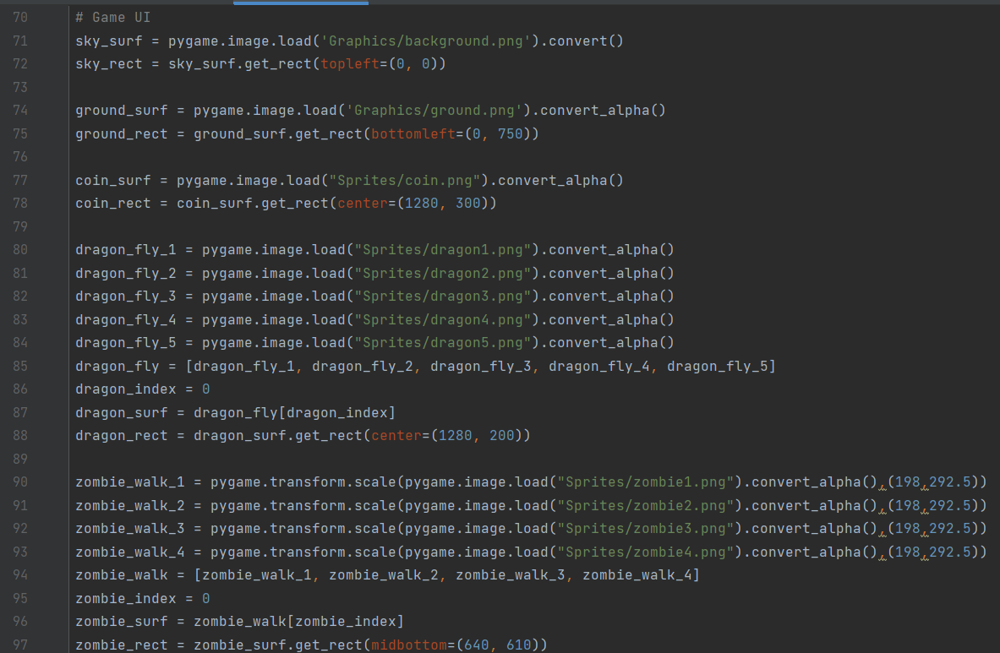 70 # Game UI
71 sky_surf = pygame.image.load('Graphics/background.png').convert()
72 sky_rect = sky_surf.get_rect(topleft=(0, 0))
73
74 ground_surf = pygame.image.load('Graphics/ground.png').convert_alpha()
75 ground_rect = ground_surf.get_rect(bottomleft=(0, 750))
76
77 coin_surf = pygame.image.load("Sprites/coin.png").convert_alpha()
78 coin_rect = coin_surf.get_rect(center=(1280, 300))
79
80 dragon_fly_1 = pygame.image.load("Sprites/dragon1.png").convert_alpha()
81 dragon_fly_2 = pygame.image.load("Sprites/dragon2.png").convert_alpha()
82 dragon_fly_3 = pygame.image.load("Sprites/dragon3.png").convert_alpha()
83 dragon_fly_4 = pygame.image.load("Sprites/dragon4.png").convert_alpha()
84 dragon_fly_5 = pygame.image.load("Sprites/dragon5.png").convert_alpha()
85 dragon_fly = [dragon_fly_1, dragon_fly_2, dragon_fly_3, dragon_fly_4, dragon_fly_5]
86 dragon_index = 0
87 dragon_surf = dragon_fly[dragon_index]
88 dragon_rect = dragon_surf.get_rect(center=(1280, 200))
89
90 zombie_walk_1 = pygame.transform.scale(pygame.image.load("Sprites/zombie1.png").convert_alpha(),(198,292.5))
91 zombie_walk_2 = pygame.transform.scale(pygame.image.load("Sprites/zombie2.png").convert_alpha(),(198,292.5))
92 zombie_walk_3 = pygame.transform.scale(pygame.image.load("Sprites/zombie3.png").convert_alpha(),(198,292.5))
93 zombie_walk_4 = pygame.transform.scale(pygame.image.load("Sprites/zombie4.png").convert_alpha(),(198,292.5))
94 zombie_walk = [zombie_walk_1, zombie_walk_2, zombie_walk_3, zombie_walk_4]
95 zombie_index = 0
96 zombie_surf = zombie_walk[zombie_index]
97 zombie_rect = zombie_surf.get_rect(midbottom=(640, 610))